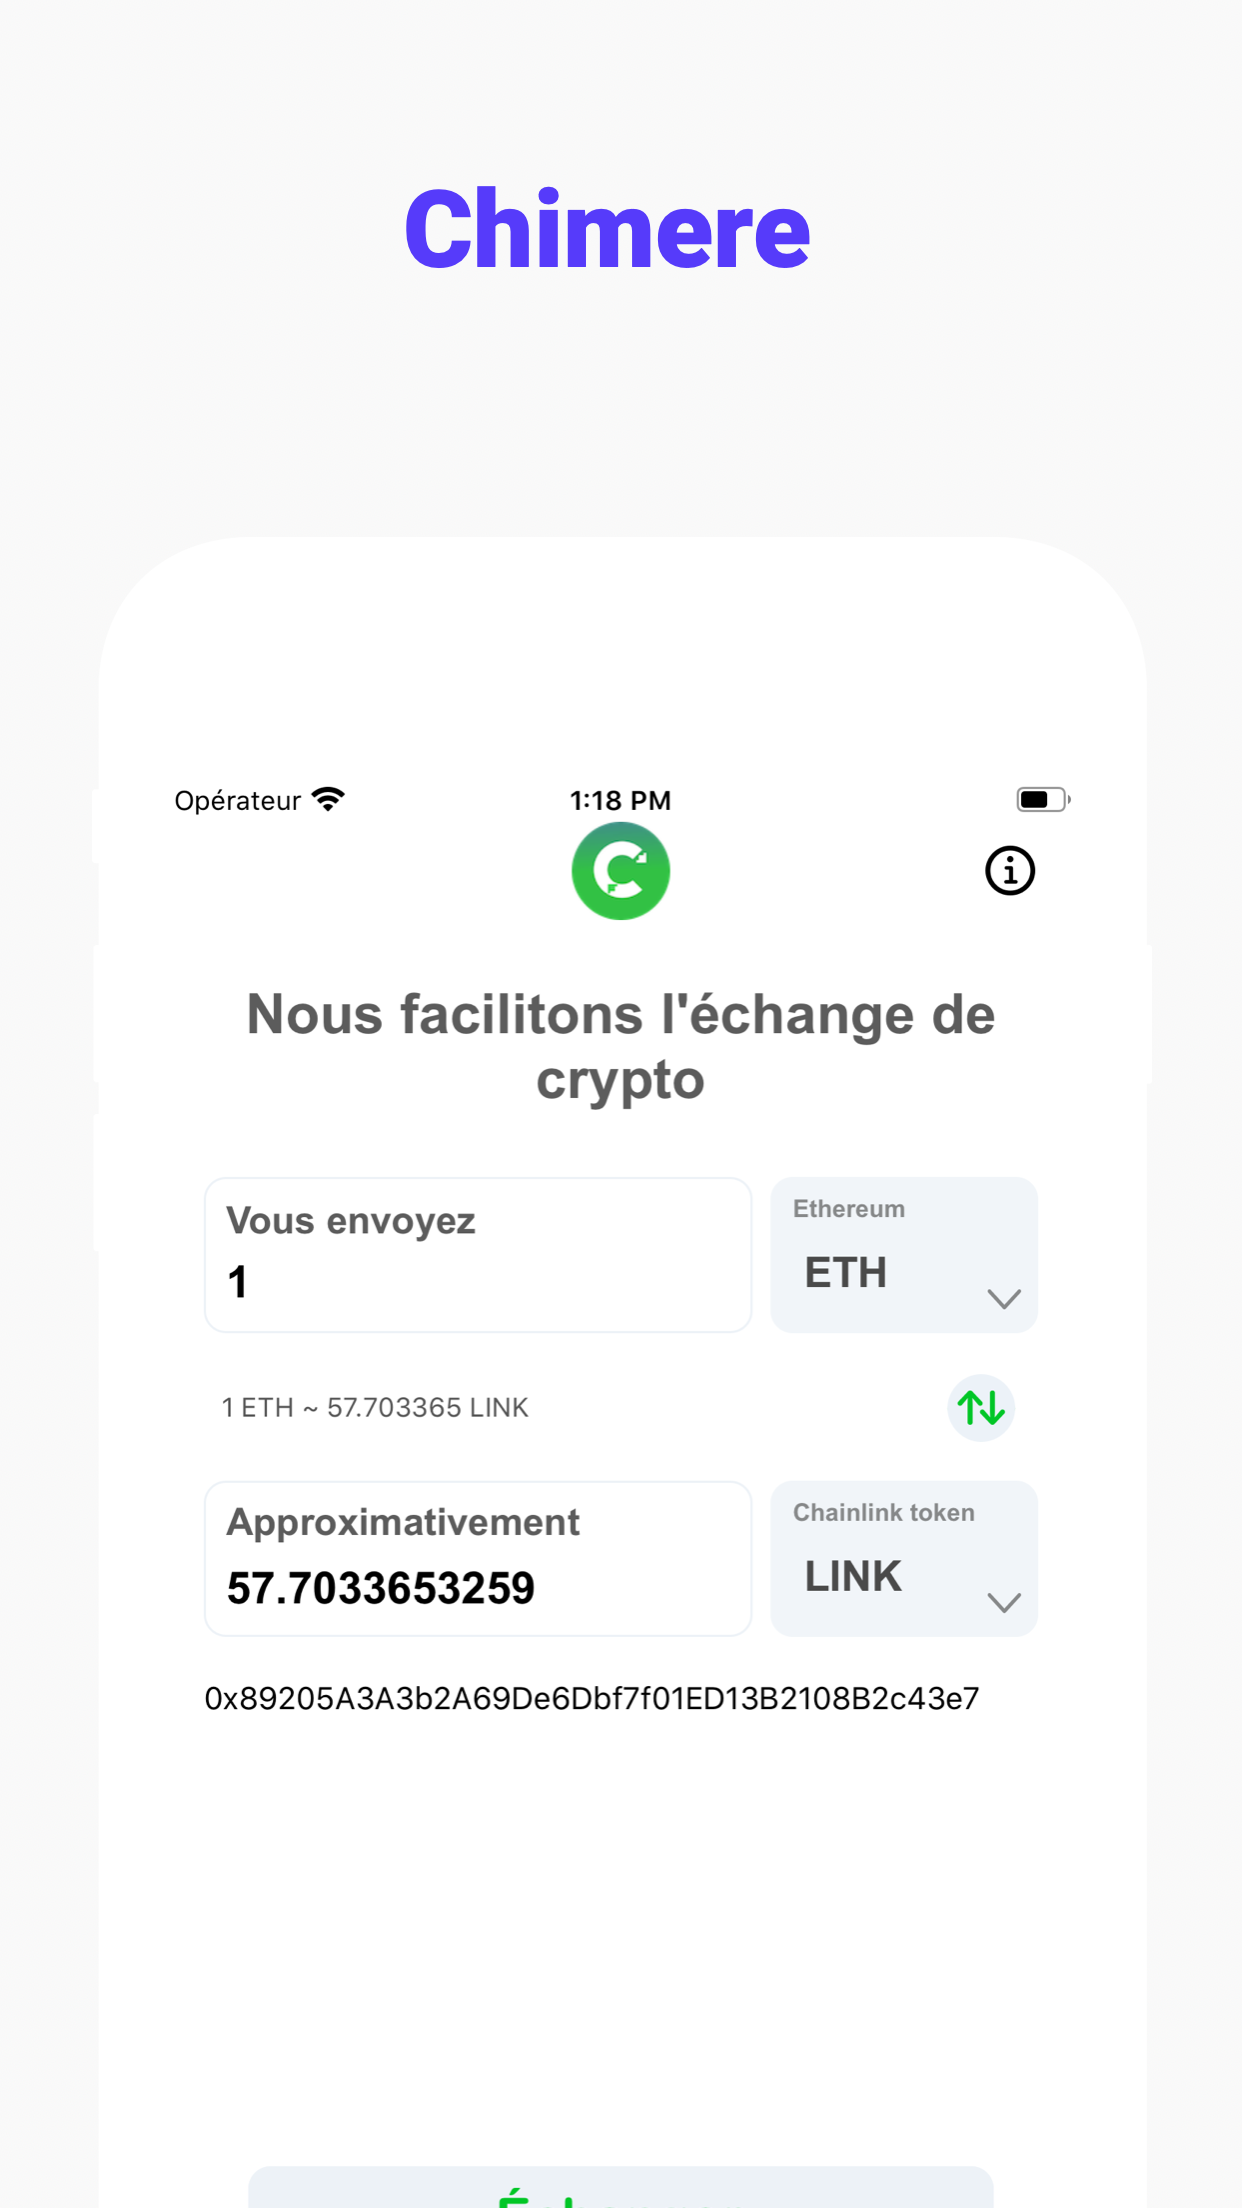 Chimere
Opérateur 1:18 PM
Nous facilitons l'échange de
crypto
Vous envoyez
1
Ethereum
ETH
1 ETH ~ 57.703365 LINK
Approximativement
57.7033653259
Chainlink token
LINK
0x89205A3A3b2A69De6Dbf7f01ED13B2108B2c43e7